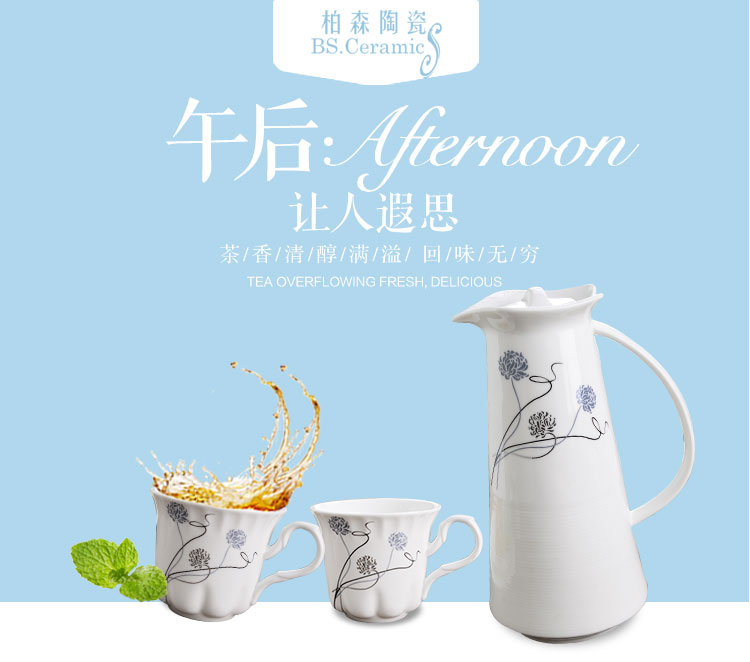 柏森陶瓷
BS.Ceramics
午后:Afternoon
让人遐思
茶/香/清/醇/满/溢/ 回/味/无/穷
TEA OVERFLOWING FRESH, DELICIOUS